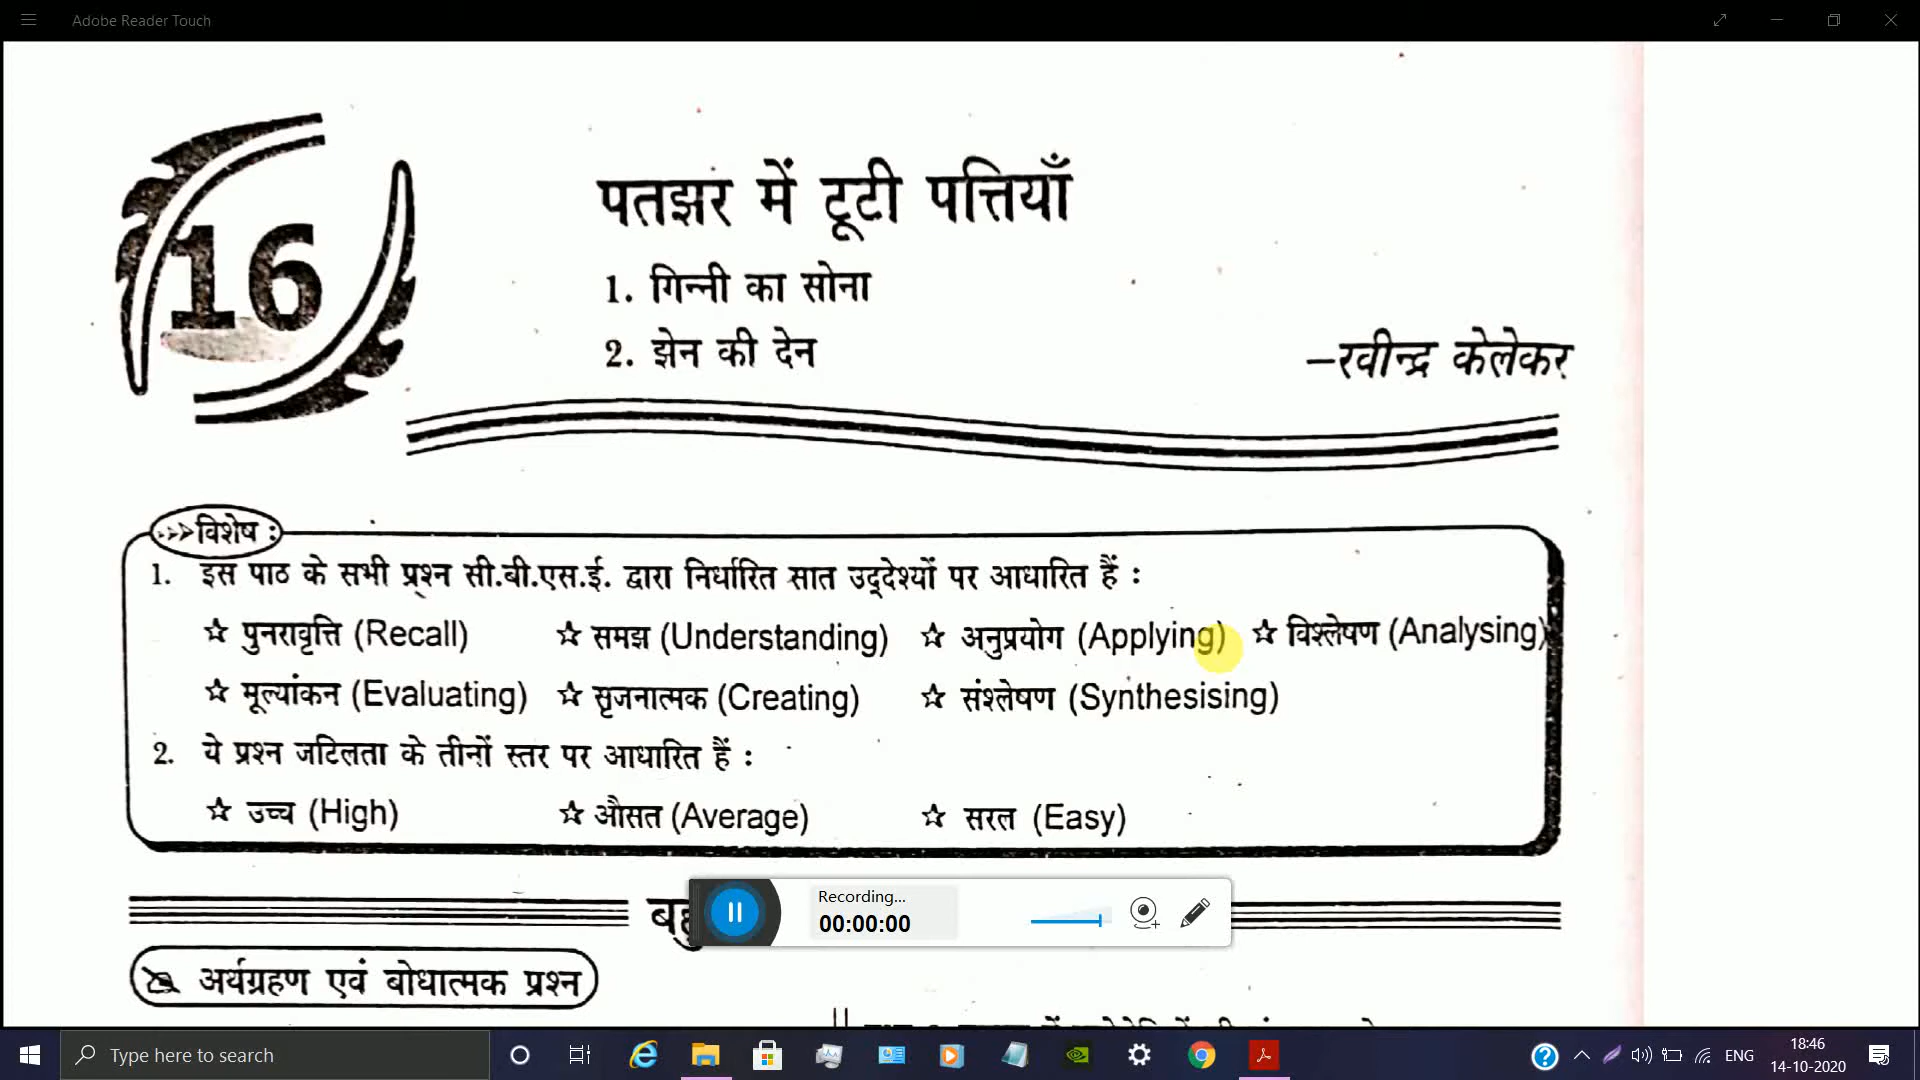 Adobe Reader Touch
16
पतझर में टूटी पत्तियाँ
1. गिन्नी का सोना
2. झेन की देन
–रवीन्द्र केलेकर
विशेष :
1. इस पाठ के सभी प्रश्न सी.बी.एस.ई. द्वारा निर्धारित सात उद्देश्यों पर आधारित हैं :
☆ पुनरावृत्ति (Recall) ☆ समझ (Understanding) ☆ अनुप्रयोग (Applying) ☆ विश्लेषण (Analysing)
☆ मूल्यांकन (Evaluating) ☆ सृजनात्मक (Creating) ☆ संश्लेषण (Synthesising)
2. ये प्रश्न जटिलता के तीनों स्तर पर आधारित हैं :
☆ उच्च (High) ☆ औसत (Average) ☆ सरल (Easy)
Recording...
00:00:00
अर्थग्रहण एवं बोधात्मक प्रश्न
Type here to search
ENG
18:46
14-10-2020